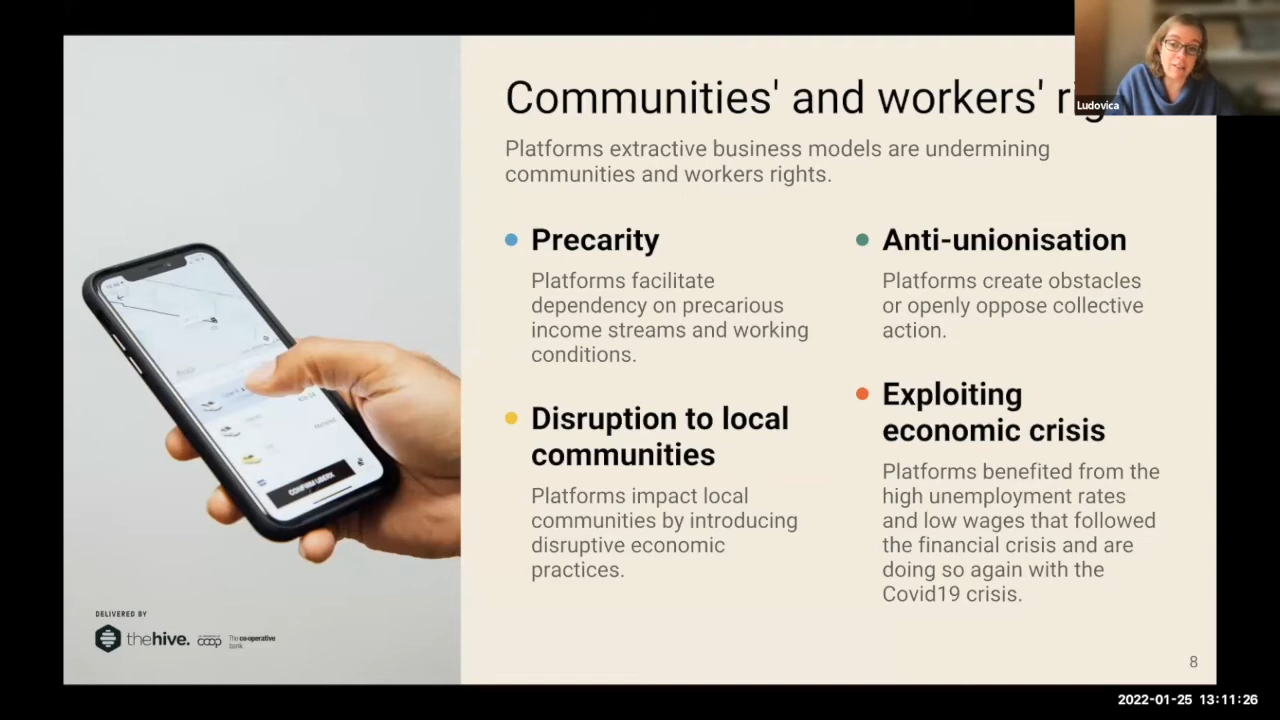 Communities' and workers' rig
Ludovica
Platforms extractive business models are undermining
communities and workers rights.
Precarity
Platforms facilitate
dependency on precarious
income streams and working
conditions.
Disruption to local
communities
Platforms impact local
communities by introducing
disruptive economic
practices.
Anti-unionisation
Platforms create obstacles
or openly oppose collective
action.
Exploiting
economic crisis
Platforms benefited from the
high unemployment rates
and low wages that followed
the financial crisis and are
doing so again with the
Covid19 crisis.
CONFIRM UBERX
DELIVERED BY
thehive.
coop
The co-operative
bank
8
2022-01-25 13:11:26